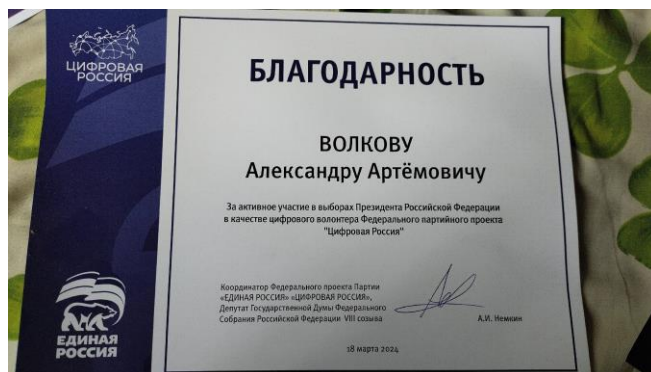 ЦИФРОВАЯ
РОССИЯ
БЛАГОДАРНОСТЬ
ВОЛКОВУ
Александру Артёмовичу
За активное участие в выборах Президента Российской Федерации
в качестве цифрового волонтера Федерального партийного проекта
"Цифровая Россия"
Координатор Федерального проекта Партии
«ЕДИНАЯ РОССИЯ» «ЦИФРОВАЯ РОССИЯ»,
Депутат Государственной Думы Федерального
Собрания Российской Федерации VIII созыва
А.И. Немкин
18 марта 2024
ЕДИНАЯ
РОССИЯ